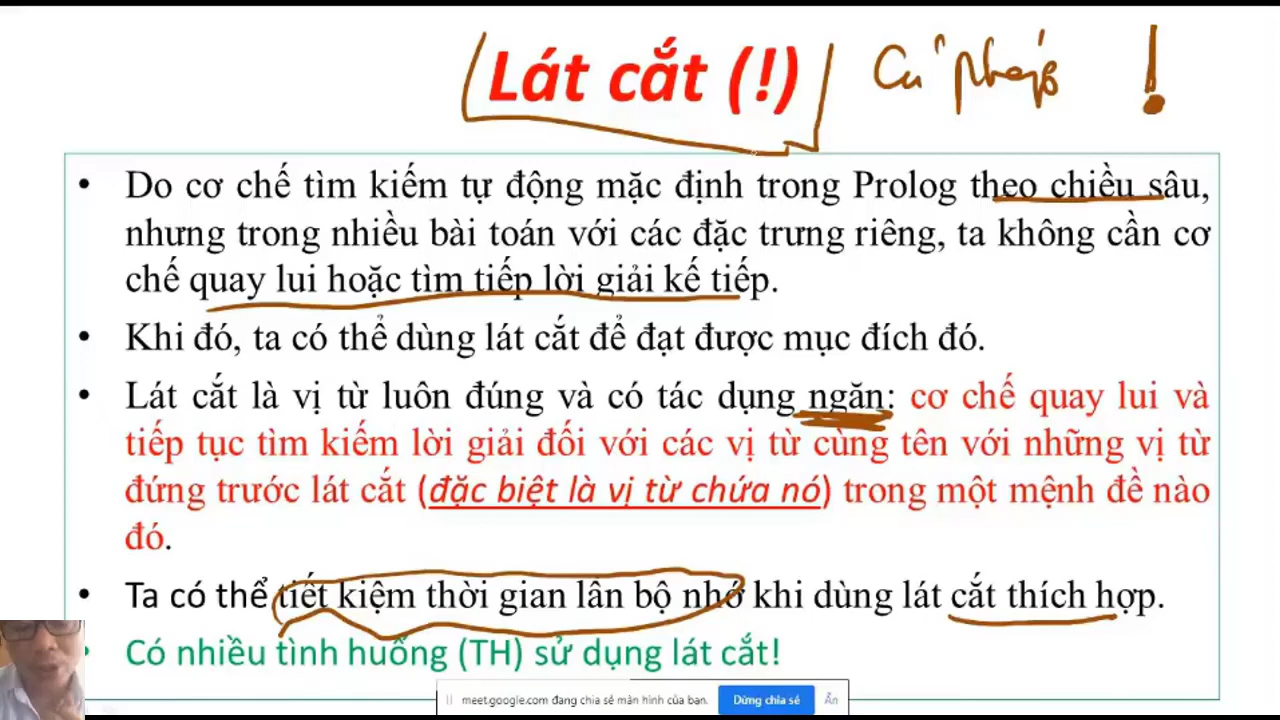 Lát cắt (!)
Cú pháp !
• Do cơ chế tìm kiếm tự động mặc định trong Prolog theo chiều sâu,
nhưng trong nhiều bài toán với các đặc trưng riêng, ta không cần cơ
chế quay lui hoặc tìm tiếp lời giải kế tiếp.
• Khi đó, ta có thể dùng lát cắt để đạt được mục đích đó.
• Lát cắt là vị từ luôn đúng và có tác dụng ngăn: cơ chế quay lui và
tiếp tục tìm kiếm lời giải đối với các vị từ cùng tên với những vị từ
đứng trước lát cắt (đặc biệt là vị từ chứa nó) trong một mệnh đề nào
đó.
• Ta có thể tiết kiệm thời gian lân bộ nhớ khi dùng lát cắt thích hợp.
• Có nhiều tình huống (TH) sử dụng lát cắt!
meet.google.com đang chia sẻ màn hình của bạn. Dừng chia sẻ Ẩn